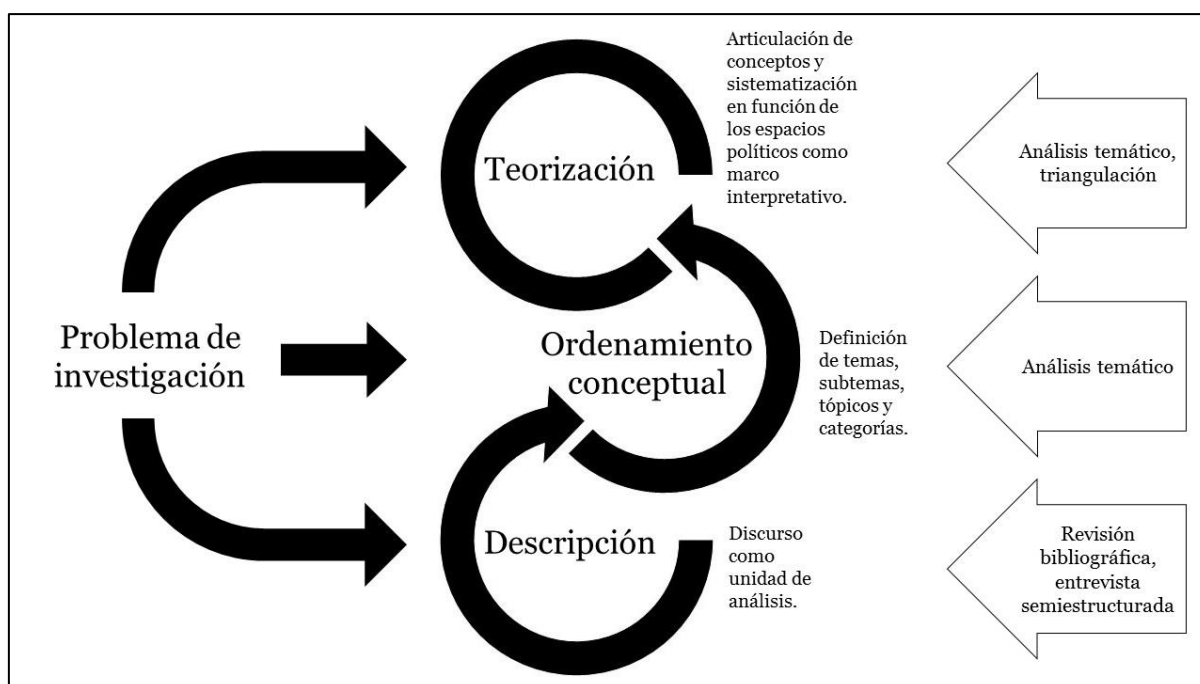 Problema de
investigación
Teorización
Articulación de
conceptos y
sistematización
en función de
los espacios
políticos como
marco
interpretativo.
Análisis temático,
triangulación
Ordenamiento
conceptual
Definición
de temas,
subtemas,
tópicos y
categorías.
Análisis temático
Descripción
Discurso
como
unidad de
análisis.
Revisión
bibliográfica,
entrevista
semiestructurada